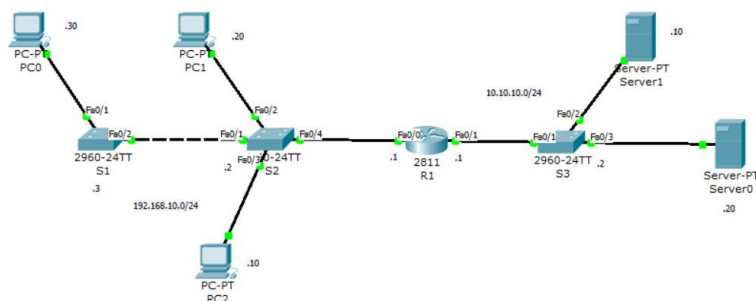 .30
PC-PT
PC0
Fa0/1
Fa0/2
2960-24TT
S1
.3
.20
PC-PT
PC1
Fa0/2
Fa0/1
Fa0/4
Fa0/3
0-24TT
S2
.2
192.168.10.0/24
.10
PC-PT
PC2
Fa0/0
Fa0/1
.1
.1
2811
R1
10.10.10.0/24
.10
Server-PT
Server1
Fa0/2
Fa0/1
Fa0/3
2960-24TT
S3
.2
Server-PT
Server0
.20